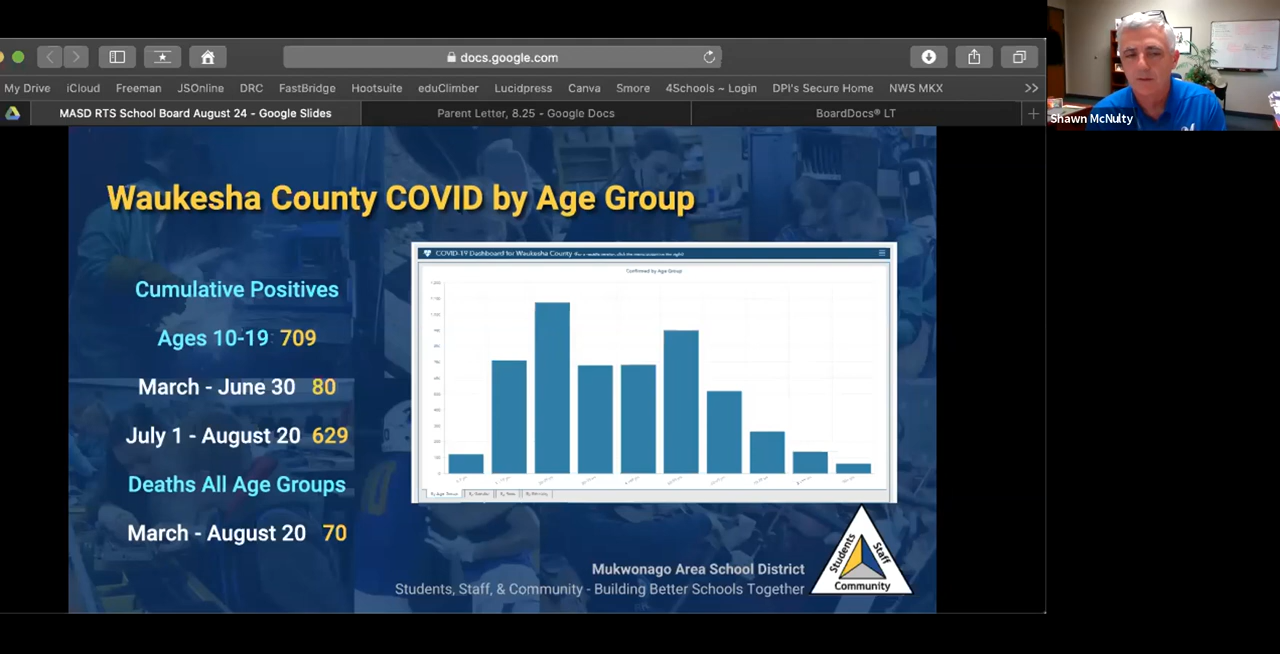 docs.google.com
My Drive iCloud Freeman JSOnline DRC FastBridge Hootsuite eduClimber Lucidpress Canva Smore 4Schools ~ Login DPI's Secure Home NWS MKX
MASD RTS School Board August 24 - Google Slides Parent Letter, 8.25 - Google Docs BoardDocs® LT
Shawn McNulty
Waukesha County COVID by Age Group
Cumulative Positives
Ages 10-19 709
March - June 30 80
July 1 - August 20 629
Deaths All Age Groups
March - August 20 70
COVID-19 Dashboard for Waukesha County
Confirmed by Age Group
Mukwonago Area School District
Students, Staff, & Community - Building Better Schools Together
Students
Staff
Community